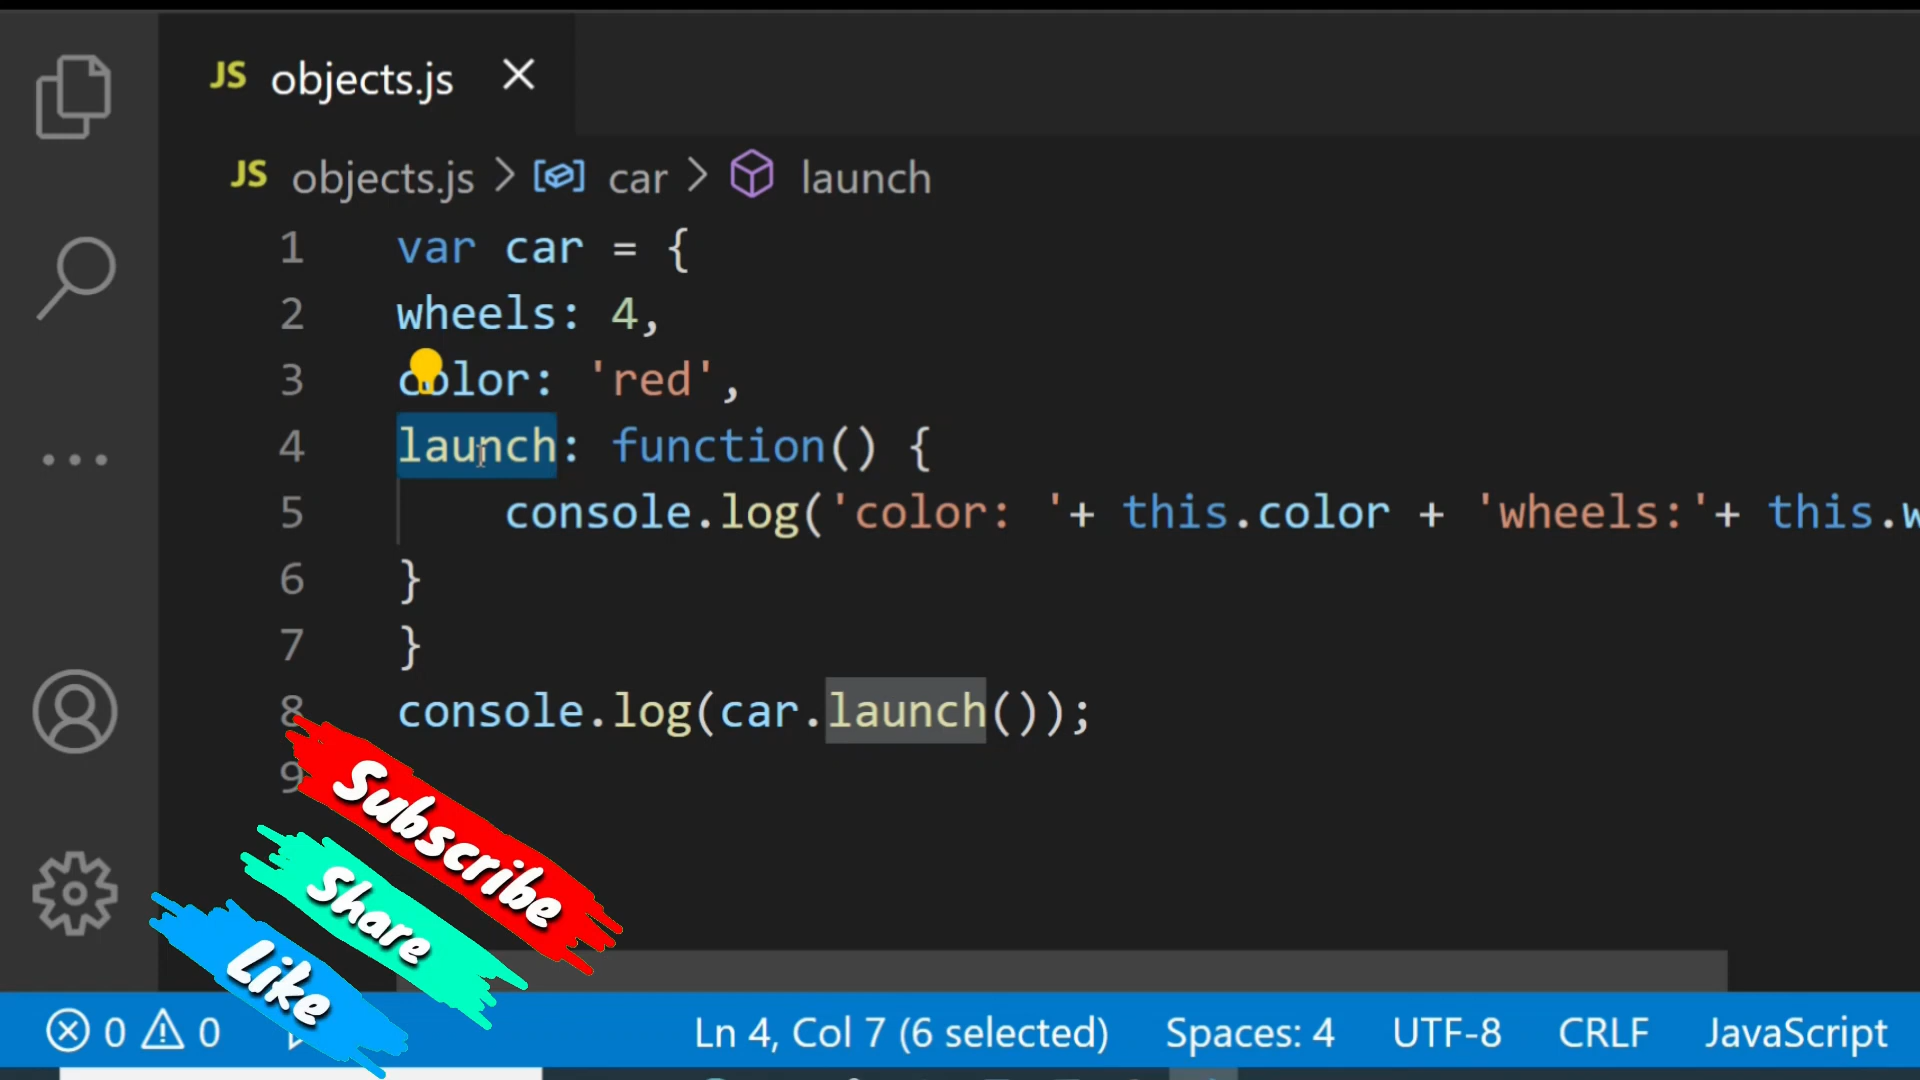 JS objects.js
JS objects.js > car > launch
1 var car = {
2 wheels: 4,
3 color: 'red',
4 launch: function() {
5 console.log('color: '+ this.color + 'wheels:'+ this.w
6 }
7 }
8 console.log(car.launch());
9
Subscribe
Share
Like
0 0 Ln 4, Col 7 (6 selected) Spaces: 4 UTF-8 CRLF JavaScript